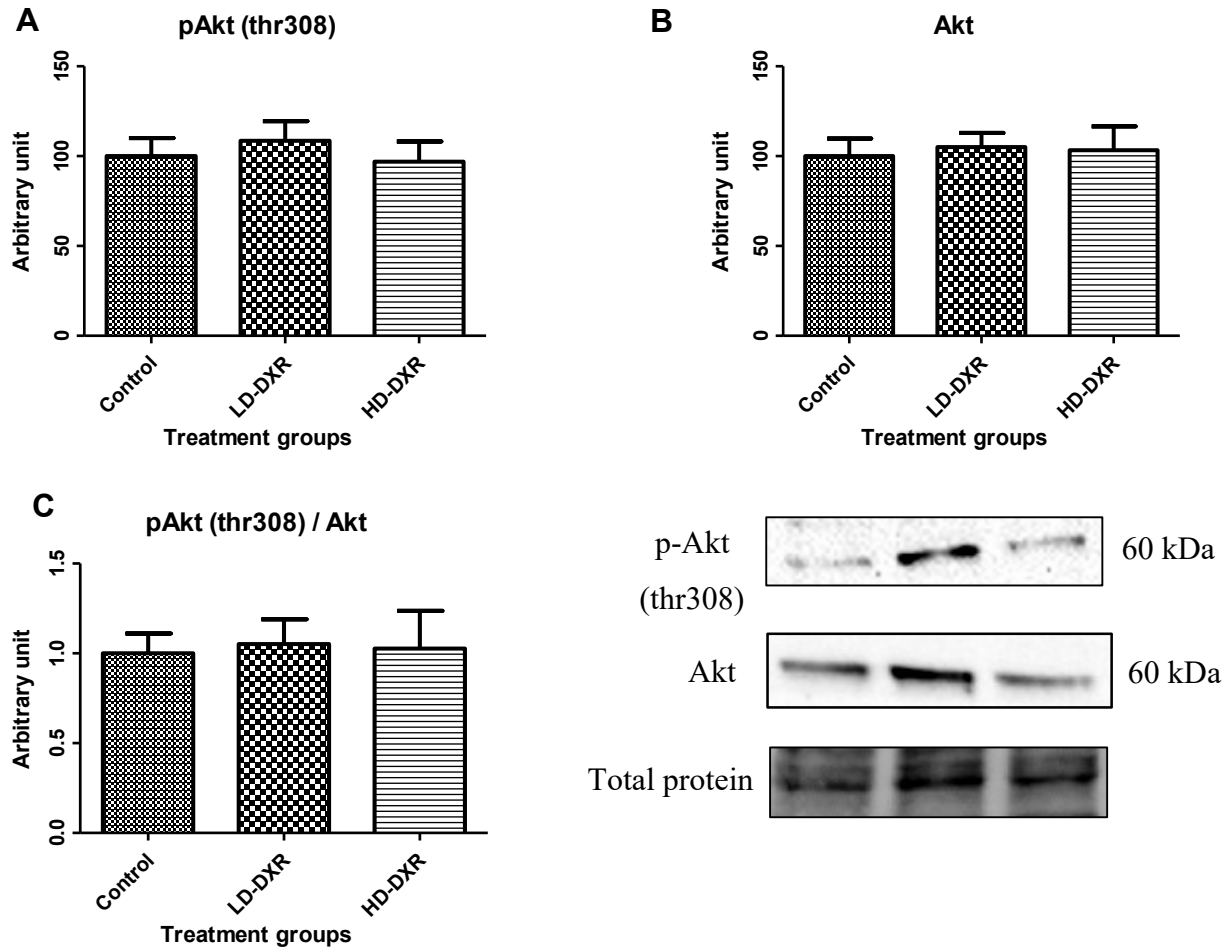 A
pAkt (thr308)
150
100
50
0
Arbitrary unit
Control
LD-DXR
HD-DXR
Treatment groups
B
Akt
150
100
50
0
Arbitrary unit
Control
LD-DXR
HD-DXR
Treatment groups
C
pAkt (thr308) / Akt
1.5
1.0
0.5
0.0
Arbitrary unit
Control
LD-DXR
HD-DXR
Treatment groups
p-Akt
(thr308)
60 kDa
Akt
60 kDa
Total protein